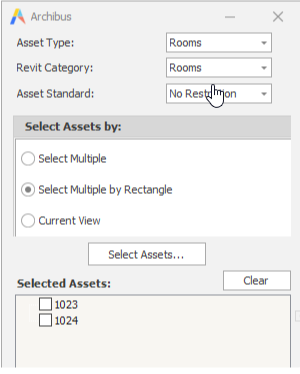 Archibus
Asset Type: Rooms
Revit Category: Rooms
Asset Standard: No Restriction
Select Assets by:
Select Multiple
Select Multiple by Rectangle
Current View
Select Assets...
Selected Assets: Clear
1023
1024